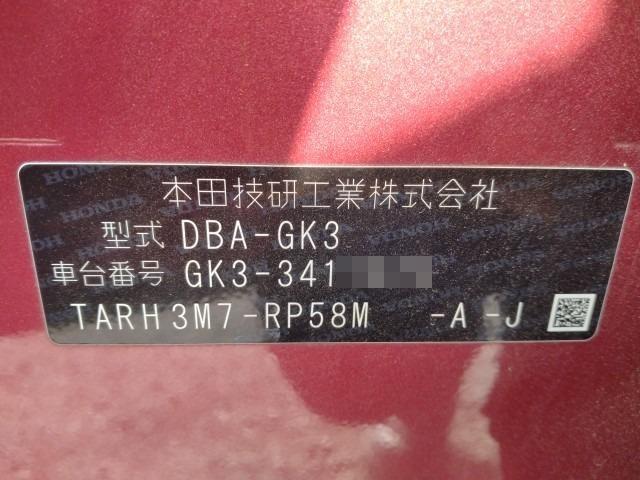 本田技研工業株式会社
型式 DBA-GK3
車台番号 GK3-341
TARH3M7-RP58M -A -J